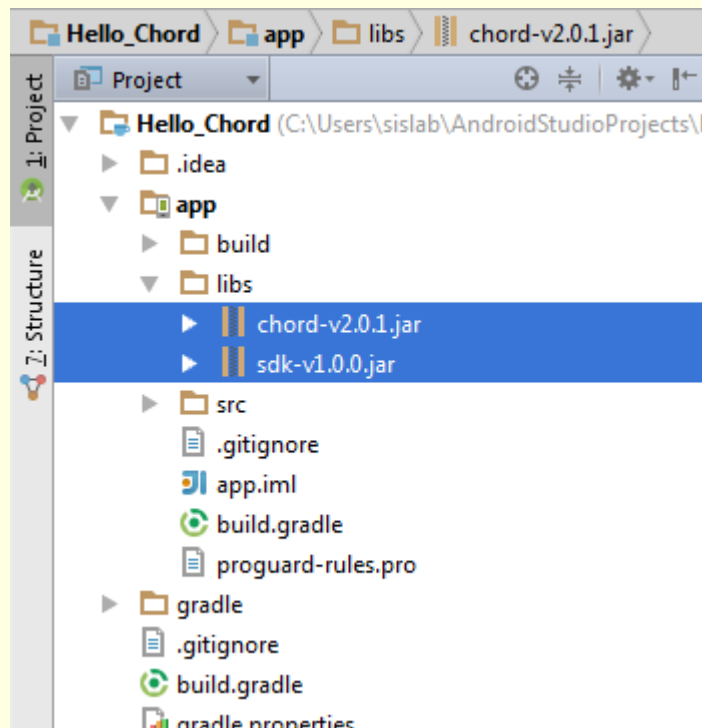 Hello_Chord app libs chord-v2.0.1.jar
1: Project
Project
Hello_Chord (C:\Users\sislab\AndroidStudioProjects\
.idea
app
build
libs
7: Structure
chord-v2.0.1.jar
sdk-v1.0.0.jar
src
.gitignore
app.iml
build.gradle
proguard-rules.pro
gradle
.gitignore
build.gradle
gradle.properties